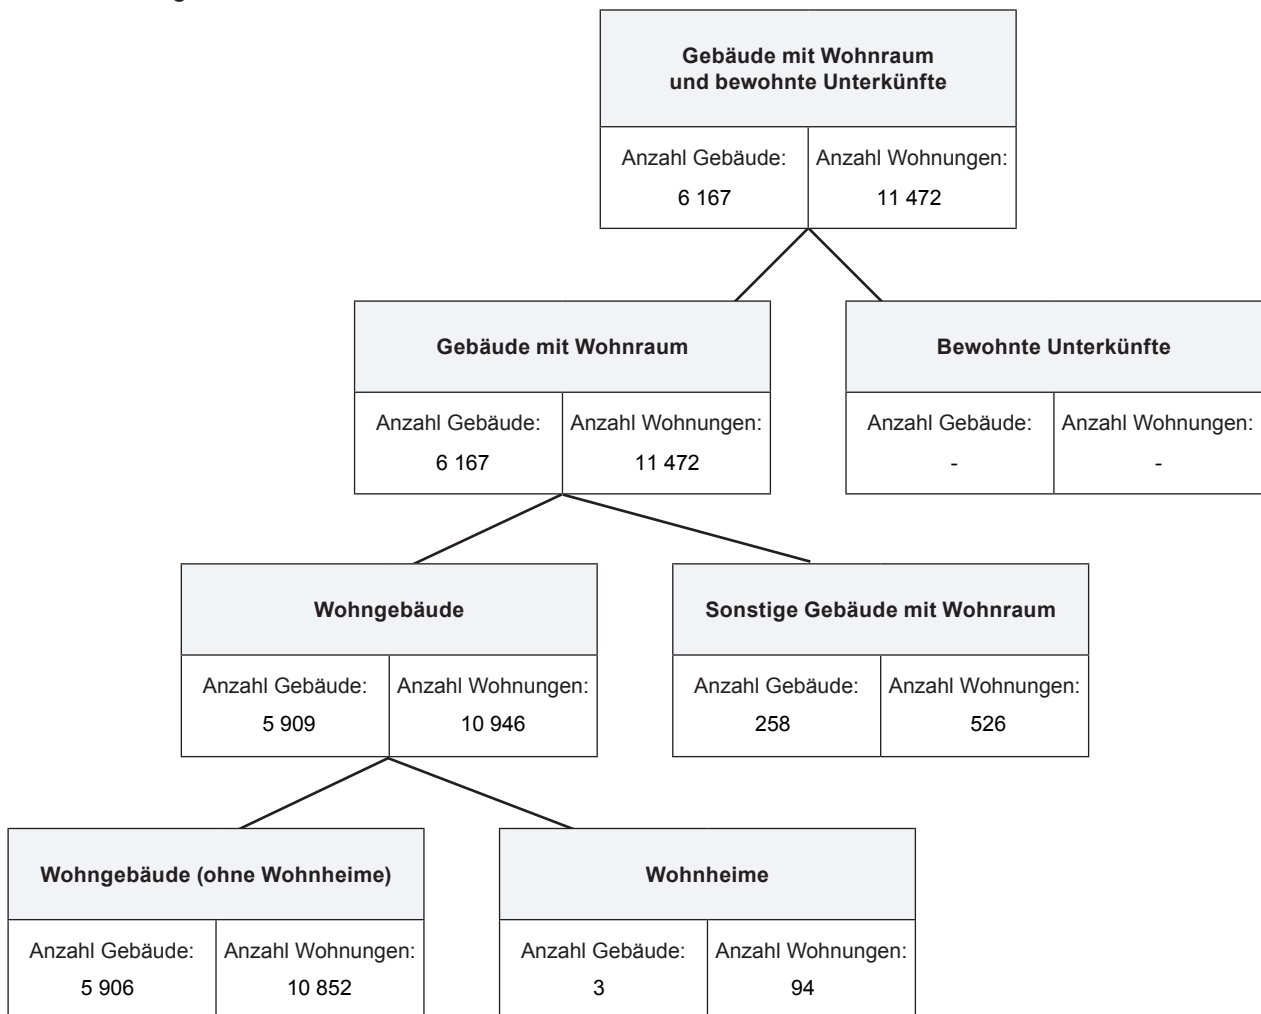 Gebäude mit Wohnraum
und bewohnte Unterkünfte
Anzahl Gebäude: Anzahl Wohnungen:
6 167 11 472
Gebäude mit Wohnraum
Anzahl Gebäude: Anzahl Wohnungen:
6 167 11 472
Bewohnte Unterkünfte
Anzahl Gebäude: Anzahl Wohnungen:
- -
Wohngebäude
Anzahl Gebäude: Anzahl Wohnungen:
5 909 10 946
Sonstige Gebäude mit Wohnraum
Anzahl Gebäude: Anzahl Wohnungen:
258 526
Wohngebäude (ohne Wohnheime)
Anzahl Gebäude: Anzahl Wohnungen:
5 906 10 852
Wohnheime
Anzahl Gebäude: Anzahl Wohnungen:
3 94